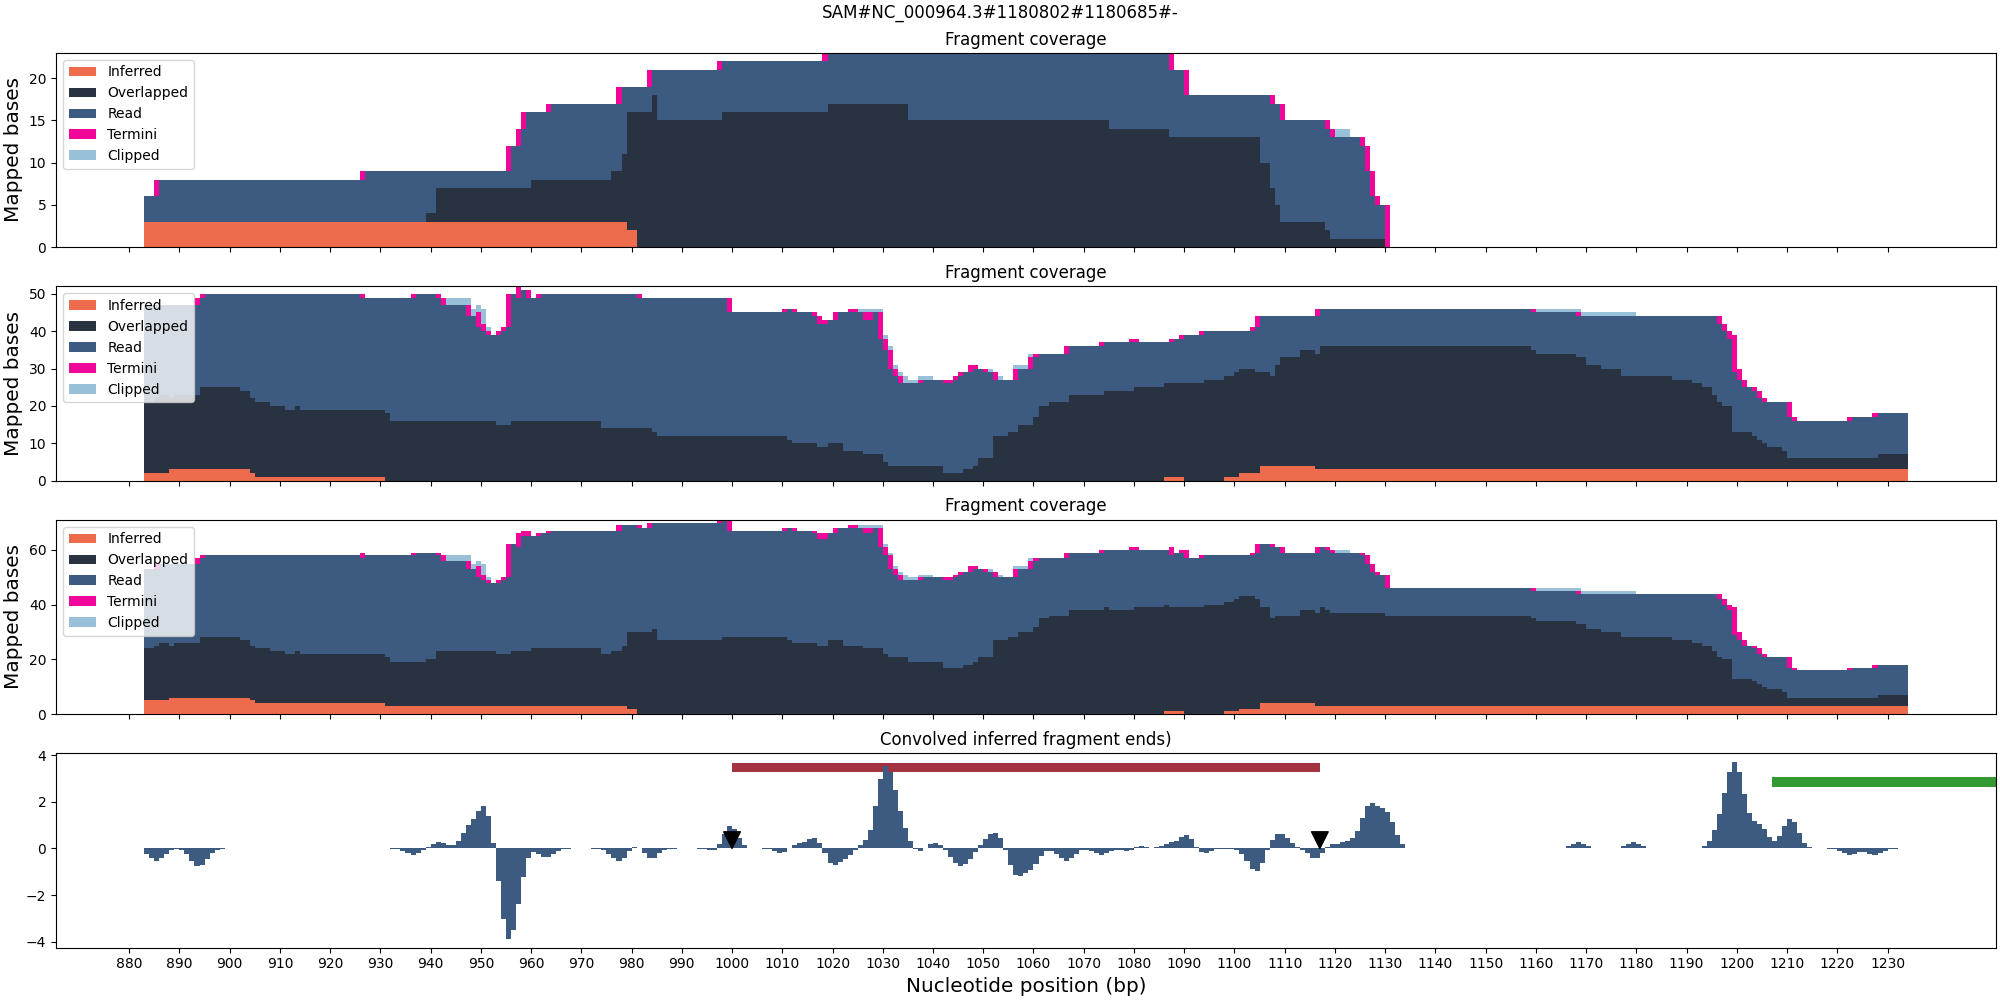 SAM#NC_000964.3#1180802#1180685#-
Fragment coverage
Mapped bases
20
15
10
5
0
Inferred
Overlapped
Read
Termini
Clipped
Fragment coverage
Mapped bases
50
40
30
20
10
0
Inferred
Overlapped
Read
Termini
Clipped
Fragment coverage
Mapped bases
60
40
20
0
Inferred
Overlapped
Read
Termini
Clipped
Convolved inferred fragment ends)
4
2
0
−2
−4
880 890 900 910 920 930 940 950 960 970 980 990 1000 1010 1020 1030 1040 1050 1060 1070 1080 1090 1100 1110 1120 1130 1140 1150 1160 1170 1180 1190 1200 1210 1220 1230
Nucleotide position (bp)